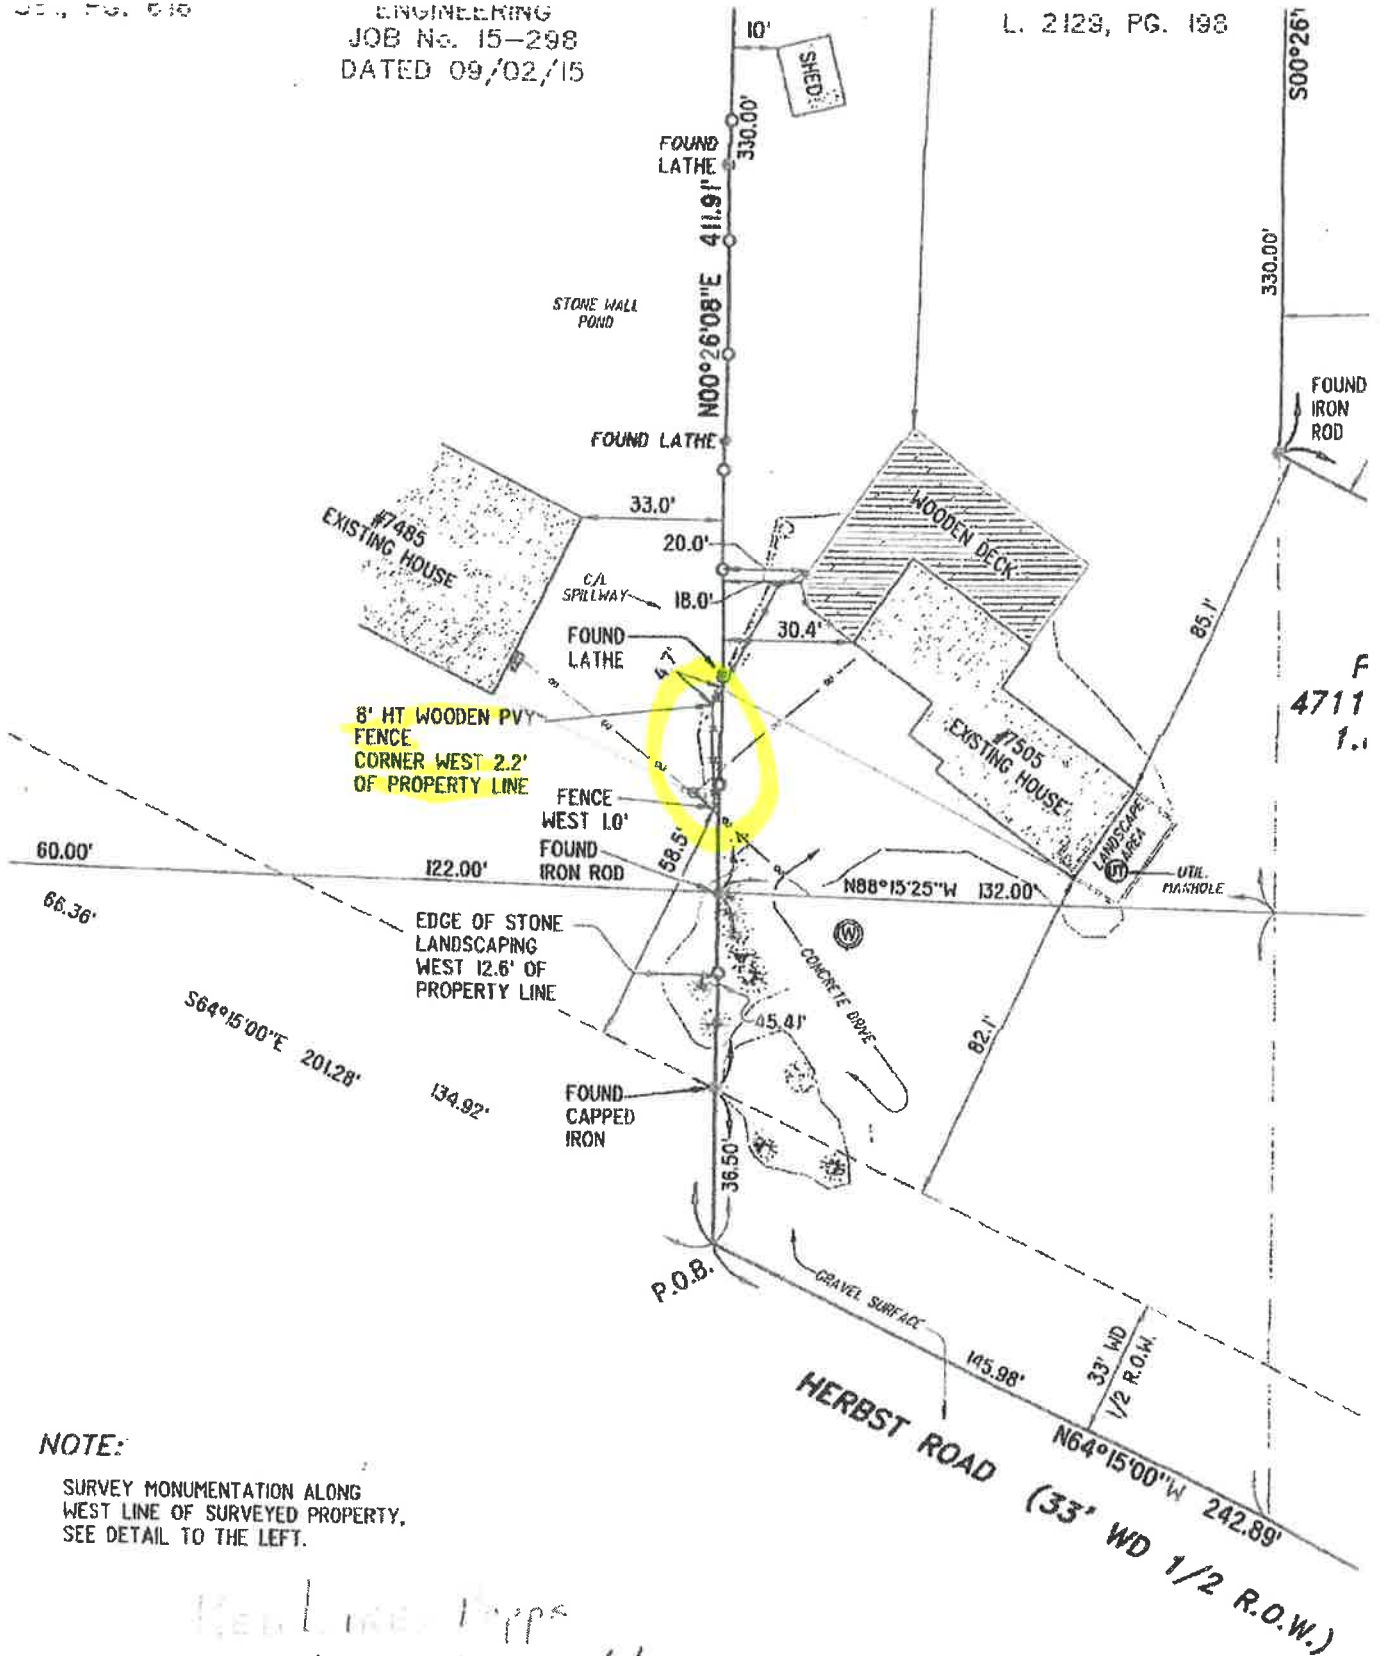 ENGINEERING
JOB No. 15-298
DATED 09/02/15
L. 2129, PG. 198
10'
SHED
330.00'
S00°26'
FOUND
LATHE
N00°26'08"E 411.91'
330.00'
STONE WALL
POND
FOUND
IRON
ROD
FOUND LATHE
33.0'
#7485
EXISTING HOUSE
WOODEN DECK
20.0'
C/L
SPILLWAY
18.0'
30.4'
85.1'
FOUND
LATHE
4.7'
8' HT WOODEN PVY
FENCE
CORNER WEST 2.2'
OF PROPERTY LINE
4711
#7505
EXISTING HOUSE
FENCE
WEST 1.0'
LANDSCAPE
AREA
60.00'
122.00'
FOUND
IRON ROD
58.5'
N88°15'25"W 132.00'
UT
UTIL.
MANHOLE
66.36'
EDGE OF STONE
LANDSCAPING
WEST 12.6' OF
PROPERTY LINE
W
CONCRETE DRIVE
S64°15'00"E 201.28'
134.92'
45.41'
82.1'
FOUND
CAPPED
IRON
36.50'
P.O.B.
GRAVEL SURFACE
145.98'
33' WD
1/2 R.O.W.
HERBST ROAD (33' WD 1/2 R.O.W.)
N64°15'00"W 242.89'
NOTE:
SURVEY MONUMENTATION ALONG
WEST LINE OF SURVEYED PROPERTY,
SEE DETAIL TO THE LEFT.